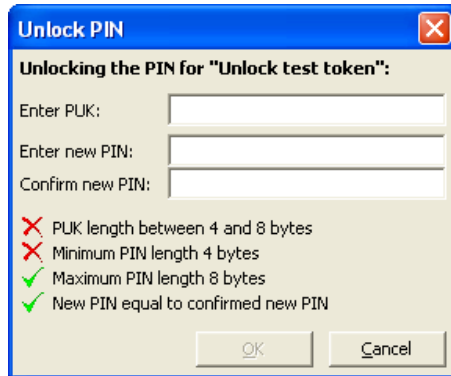 Unlock PIN
Unlocking the PIN for "Unlock test token":
Enter PUK:
Enter new PIN:
Confirm new PIN:
PUK length between 4 and 8 bytes
Minimum PIN length 4 bytes
Maximum PIN length 8 bytes
New PIN equal to confirmed new PIN
OK Cancel